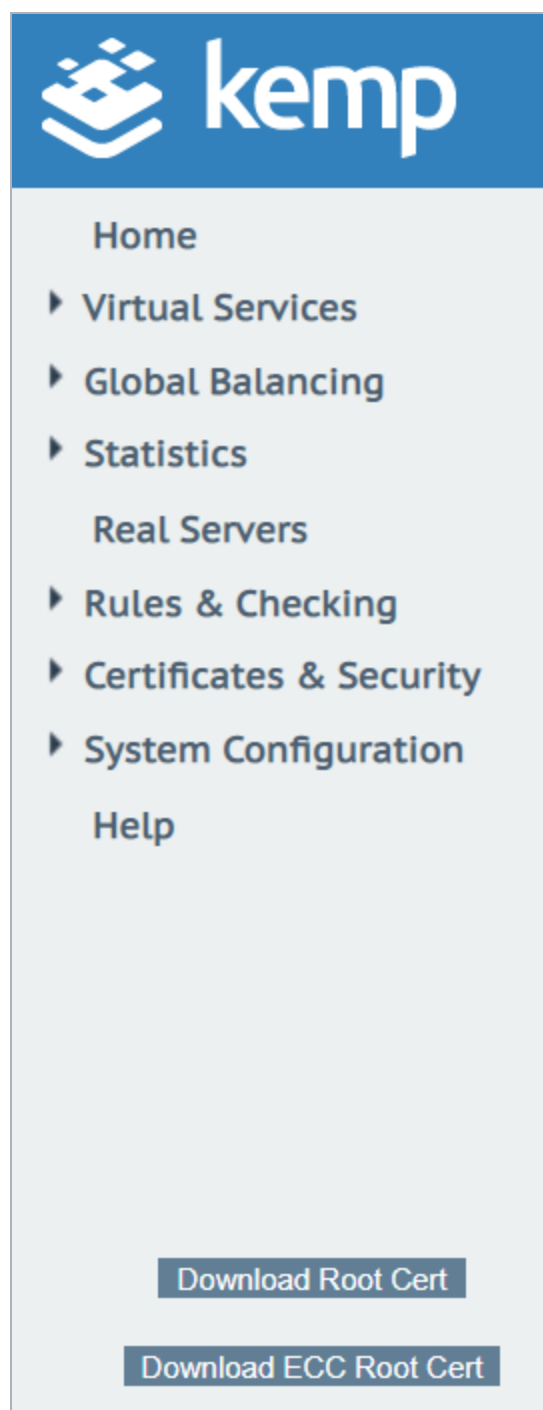 kemp
Home
Virtual Services
Global Balancing
Statistics
Real Servers
Rules & Checking
Certificates & Security
System Configuration
Help
Download Root Cert
Download ECC Root Cert